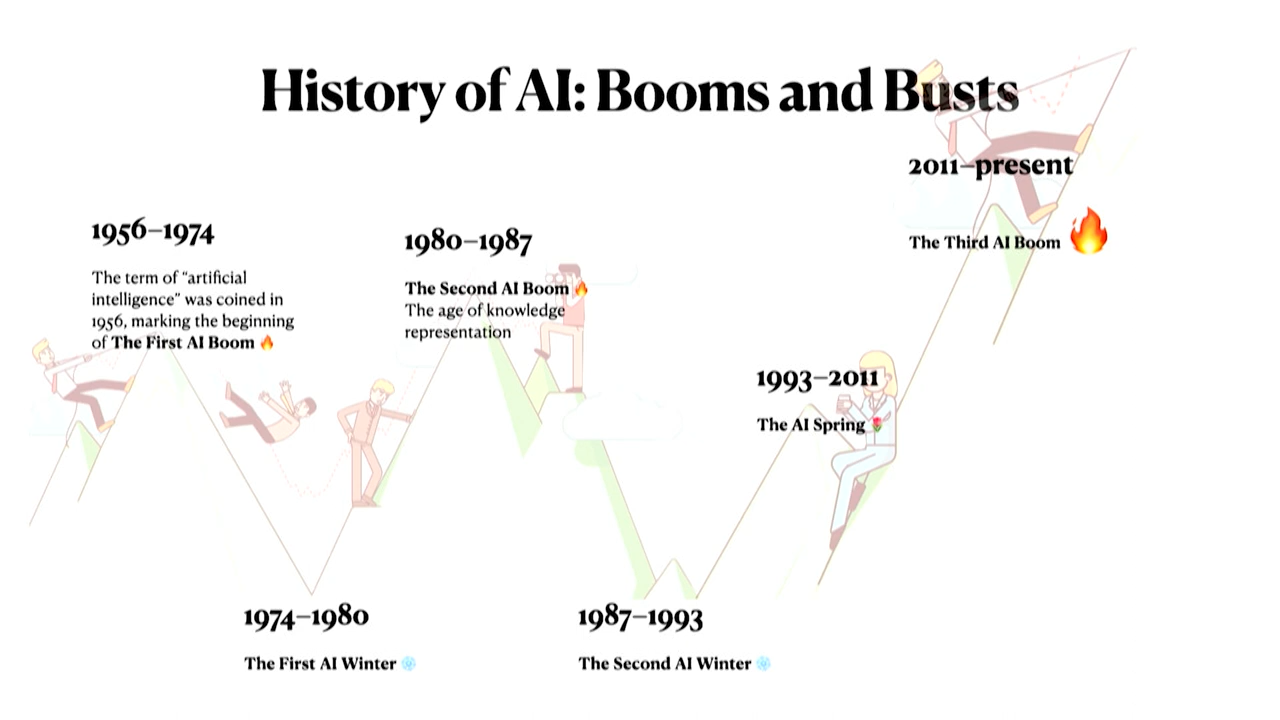 History of AI: Booms and Busts
1956–1974
The term of “artificial
intelligence” was coined in
1956, marking the beginning
of The First AI Boom 🔥
1974–1980
The First AI Winter ❄️
1980–1987
The Second AI Boom 🔥
The age of knowledge
representation
1987–1993
The Second AI Winter ❄️
1993–2011
The AI Spring 🌷
2011–present
The Third AI Boom 🔥